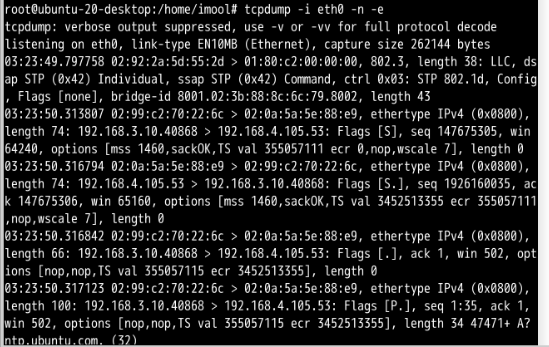 root@ubuntu-20-desktop:/home/imool# tcpdump -i eth0 -n -e
tcpdump: verbose output suppressed, use -v or -vv for full protocol decode
listening on eth0, link-type EN10MB (Ethernet), capture size 262144 bytes
03:23:49.797758 02:92:2a:5d:55:2d > 01:80:c2:00:00:00, 802.3, length 38: LLC, ds
ap STP (0x42) Individual, ssap STP (0x42) Command, ctrl 0x03: STP 802.1d, Config
, Flags [none], bridge-id 8001.02:3b:88:8c:6c:79.8002, length 43
03:23:50.313807 02:99:c2:70:22:6c > 02:0a:5a:5e:88:e9, ethertype IPv4 (0x0800),
length 74: 192.168.3.10.40868 > 192.168.4.105.53: Flags [S], seq 147675305, win
64240, options [mss 1460,sackOK,TS val 355057111 ecr 0,nop,wscale 7], length 0
03:23:50.316794 02:0a:5a:5e:88:e9 > 02:99:c2:70:22:6c, ethertype IPv4 (0x0800),
length 74: 192.168.4.105.53 > 192.168.3.10.40868: Flags [S.], seq 1926160035, ac
k 147675306, win 65160, options [mss 1460,sackOK,TS val 3452513355 ecr 355057111
,nop,wscale 7], length 0
03:23:50.316842 02:99:c2:70:22:6c > 02:0a:5a:5e:88:e9, ethertype IPv4 (0x0800),
length 66: 192.168.3.10.40868 > 192.168.4.105.53: Flags [.], ack 1, win 502, opt
ions [nop,nop,TS val 355057115 ecr 3452513355], length 0
03:23:50.317123 02:99:c2:70:22:6c > 02:0a:5a:5e:88:e9, ethertype IPv4 (0x0800),
length 100: 192.168.3.10.40868 > 192.168.4.105.53: Flags [P.], seq 1:35, ack 1,
win 502, options [nop,nop,TS val 355057115 ecr 3452513355], length 34 47471+ A?
ntp.ubuntu.com. (32)